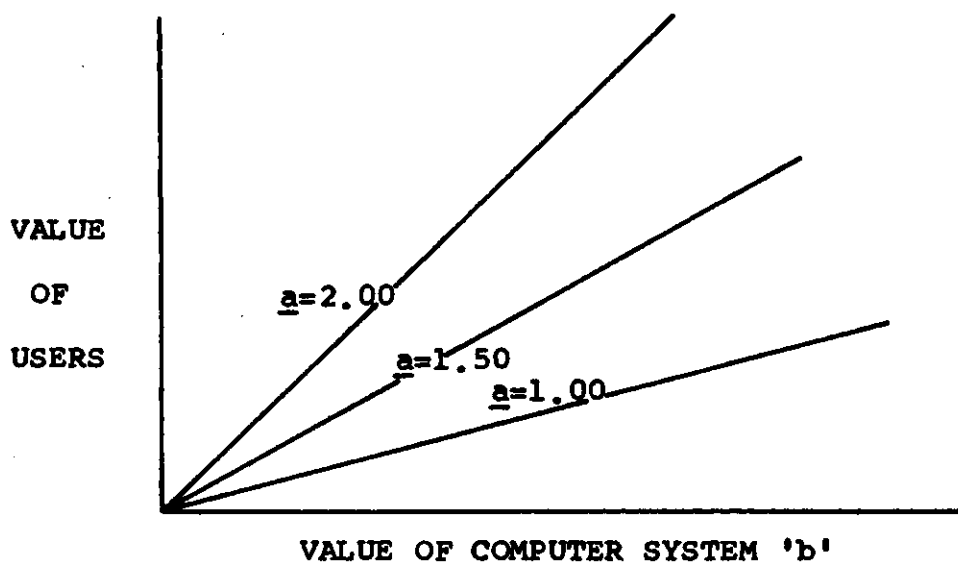 VALUE
OF
USERS
a=2.00
a=1.50
a=1.00
VALUE OF COMPUTER SYSTEM 'b'